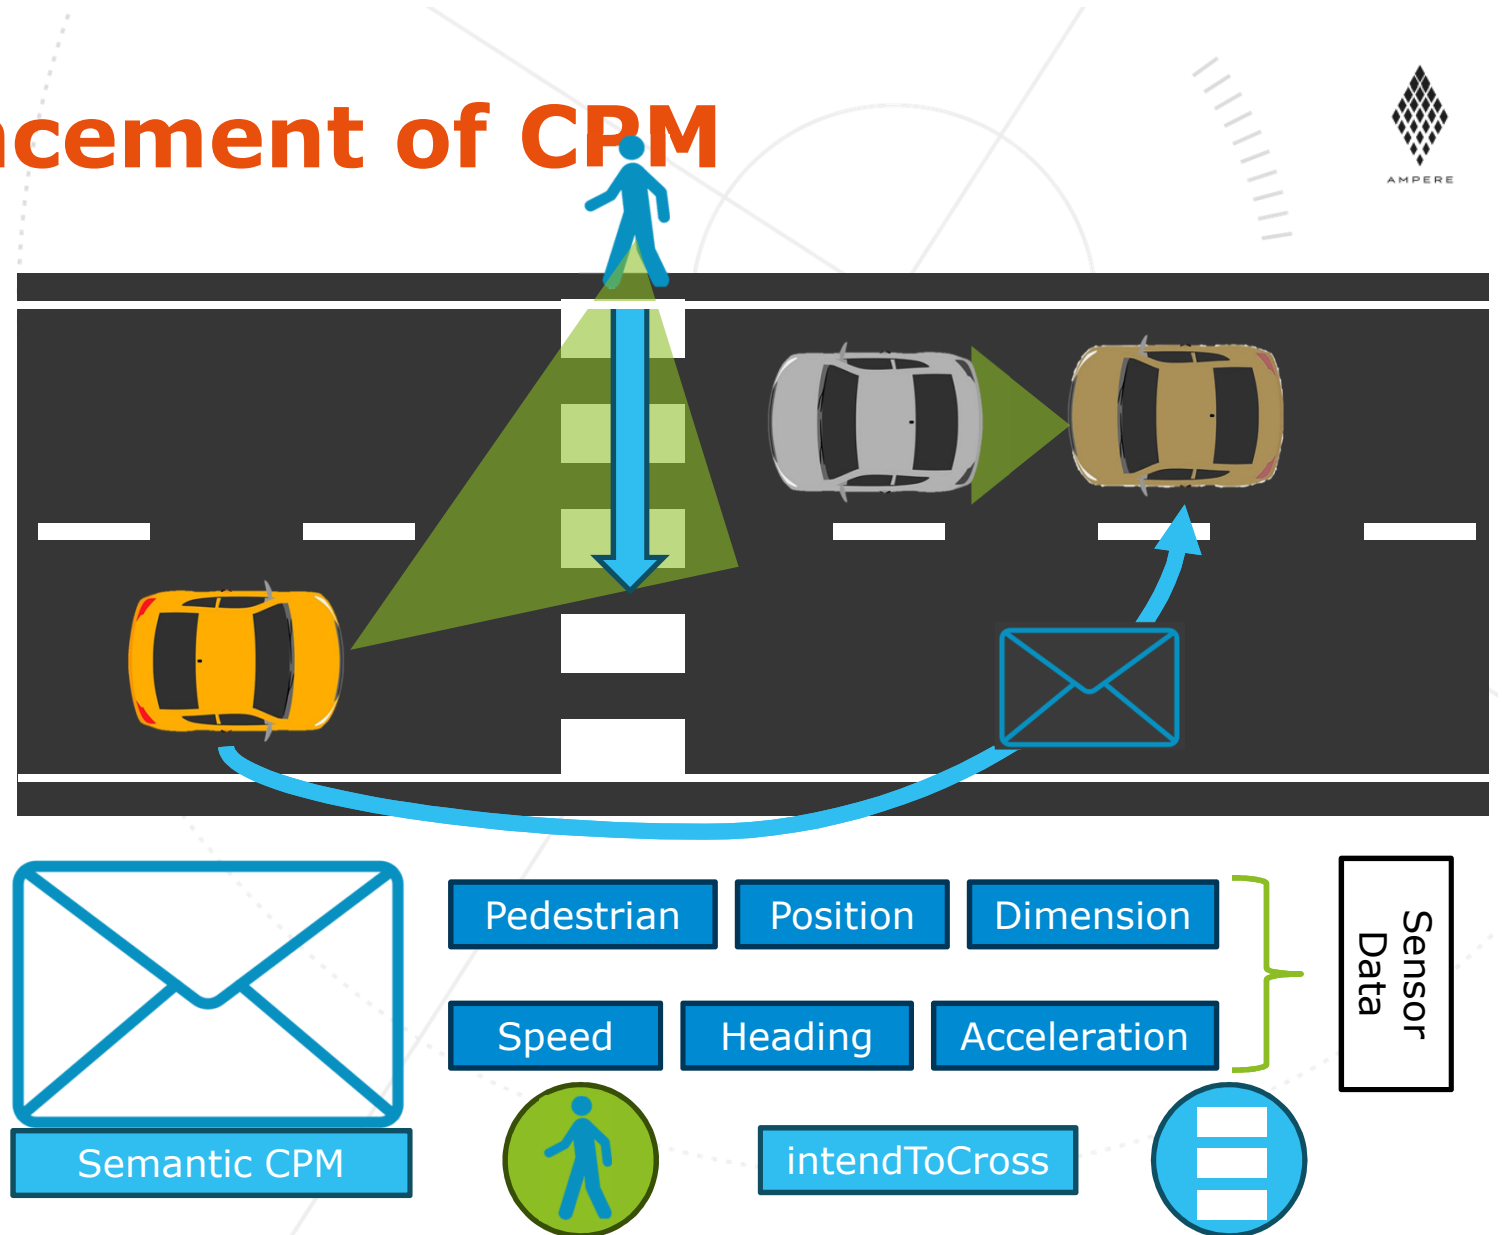 ncement of CPM
AMPERE
Pedestrian
Position
Dimension
Speed
Heading
Acceleration
Sensor
Data
Semantic CPM
intendToCross